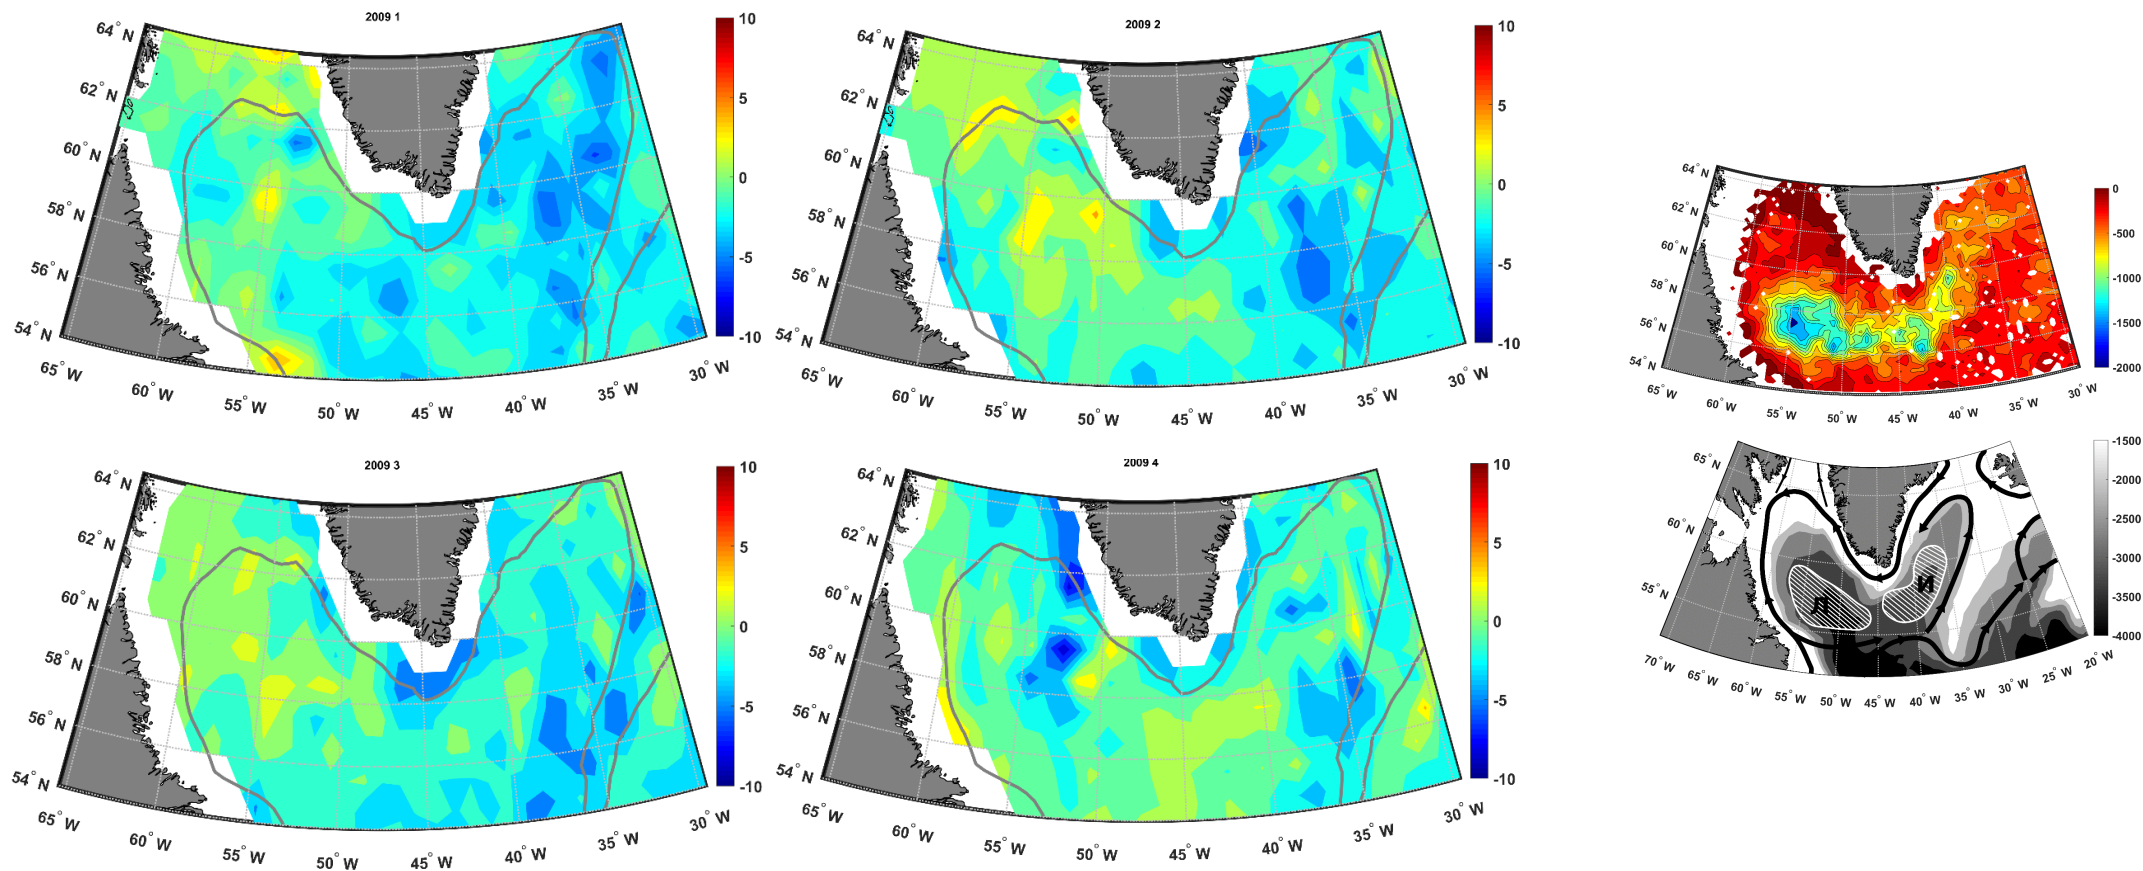 2009 1
64° N
62° N
60° N
58° N
56° N
54° N
65° W
60° W
55° W
50° W
45° W
40° W
35° W
30° W
10
5
0
-5
-10
2009 2
64° N
62° N
60° N
58° N
56° N
54° N
65° W
60° W
55° W
50° W
45° W
40° W
35° W
30° W
10
5
0
-5
-10
64° N
62° N
60° N
58° N
56° N
54° N
65° W
60° W
55° W
50° W
45° W
40° W
35° W
30° W
0
-500
-1000
-1500
-2000
2009 3
64° N
62° N
60° N
58° N
56° N
54° N
65° W
60° W
55° W
50° W
45° W
40° W
35° W
30° W
10
5
0
-5
-10
2009 4
64° N
62° N
60° N
58° N
56° N
54° N
60° W
55° W
50° W
45° W
40° W
35° W
30° W
65° W
10
5
0
-5
-10
65° N
60° N
55° N
Л
И
70° W
65° W
60° W
55° W
50° W
45° W
40° W
35° W
30° W
25° W
20° W
-1500
-2000
-2500
-3000
-3500
-4000